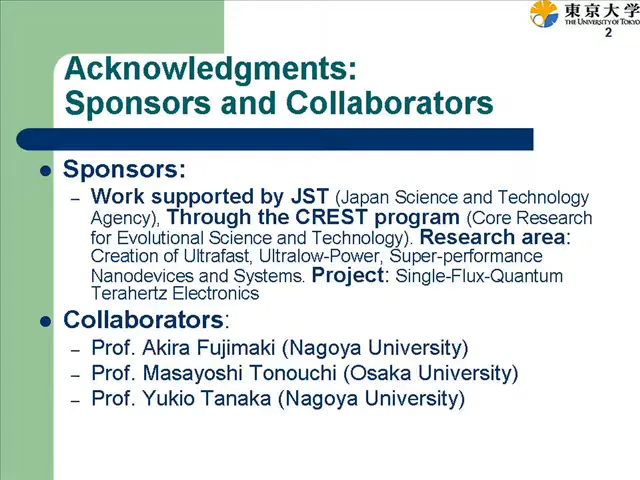 東京大学
THE UNIVERSITY OF TOKYO
2
Acknowledgments:
Sponsors and Collaborators
Sponsors:
– Work supported by JST (Japan Science and Technology
Agency), Through the CREST program (Core Research
for Evolutional Science and Technology). Research area:
Creation of Ultrafast, Ultralow-Power, Super-performance
Nanodevices and Systems. Project: Single-Flux-Quantum
Terahertz Electronics
Collaborators:
– Prof. Akira Fujimaki (Nagoya University)
– Prof. Masayoshi Tonouchi (Osaka University)
– Prof. Yukio Tanaka (Nagoya University)